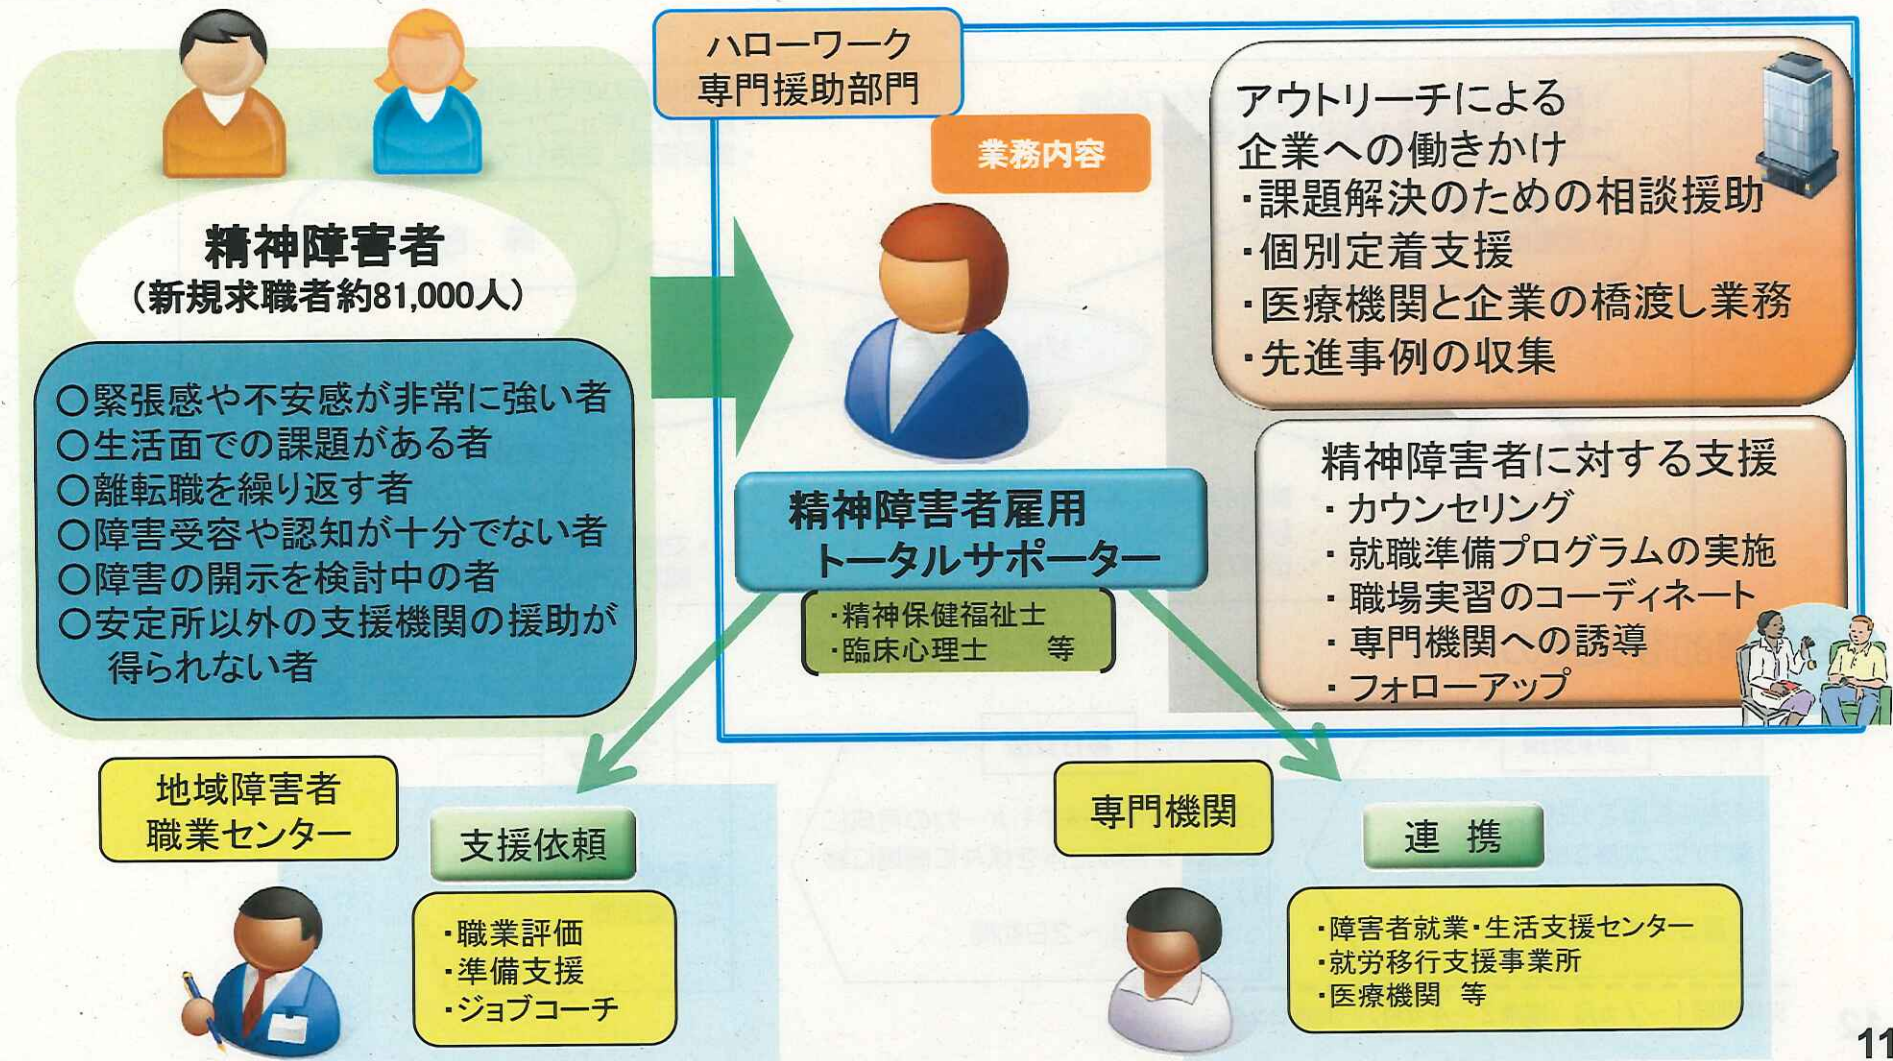 ハローワーク
専門援助部門
業務内容
精神障害者
（新規求職者約81,000人）
○緊張感や不安感が非常に強い者
○生活面での課題がある者
○離転職を繰り返す者
○障害受容や認知が十分でない者
○障害の開示を検討中の者
○安定所以外の支援機関の援助が
得られない者
精神障害者雇用
トータルサポーター
・精神保健福祉士
・臨床心理士　等
アウトリーチによる
企業への働きかけ
・課題解決のための相談援助
・個別定着支援
・医療機関と企業の橋渡し業務
・先進事例の収集
精神障害者に対する支援
・カウンセリング
・就職準備プログラムの実施
・職場実習のコーディネート
・専門機関への誘導
・フォローアップ
地域障害者
職業センター
支援依頼
・職業評価
・準備支援
・ジョブコーチ
専門機関
連 携
・障害者就業・生活支援センター
・就労移行支援事業所
・医療機関 等
11